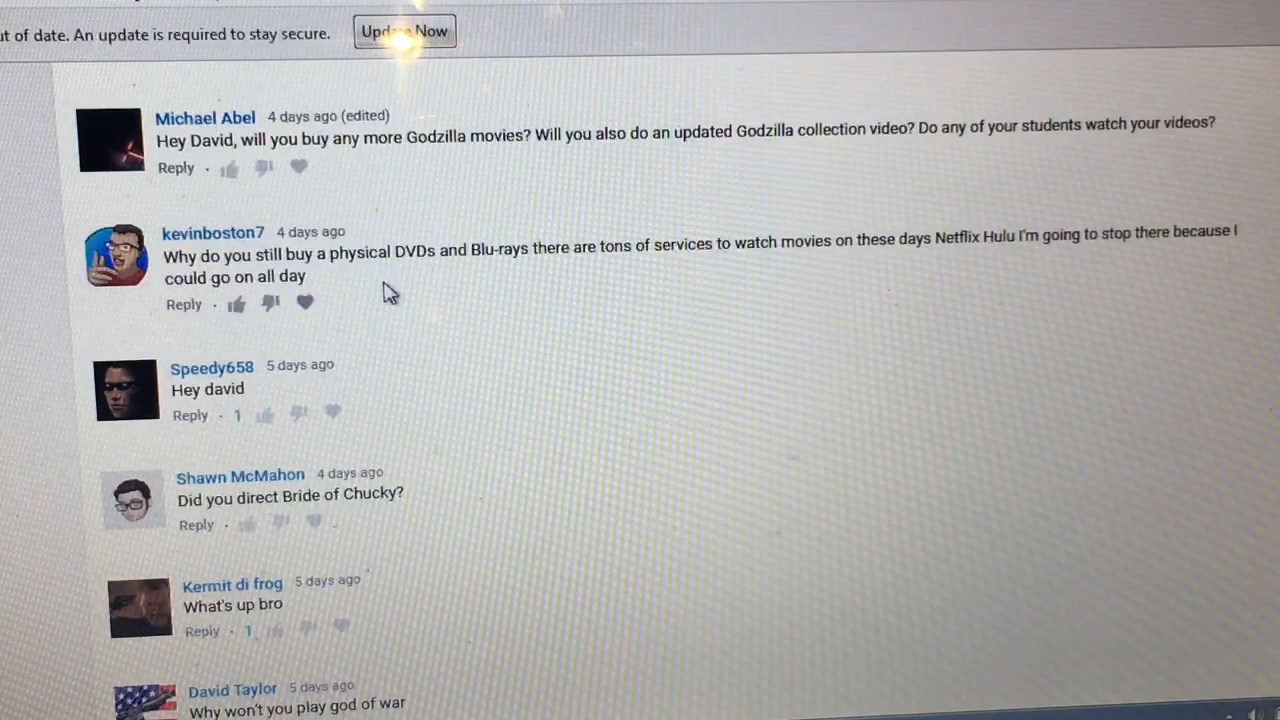 ut of date. An update is required to stay secure. Update Now
Michael Abel 4 days ago (edited)
Hey David, will you buy any more Godzilla movies? Will you also do an updated Godzilla collection video? Do any of your students watch your videos?
Reply
kevinboston7 4 days ago
Why do you still buy a physical DVDs and Blu-rays there are tons of services to watch movies on these days Netflix Hulu I'm going to stop there because I
could go on all day
Reply
Speedy658 5 days ago
Hey david
Reply · 1
Shawn McMahon 4 days ago
Did you direct Bride of Chucky?
Reply
Kermit di frog 5 days ago
What's up bro
Reply · 1
David Taylor 5 days ago
Why won't you play god of war